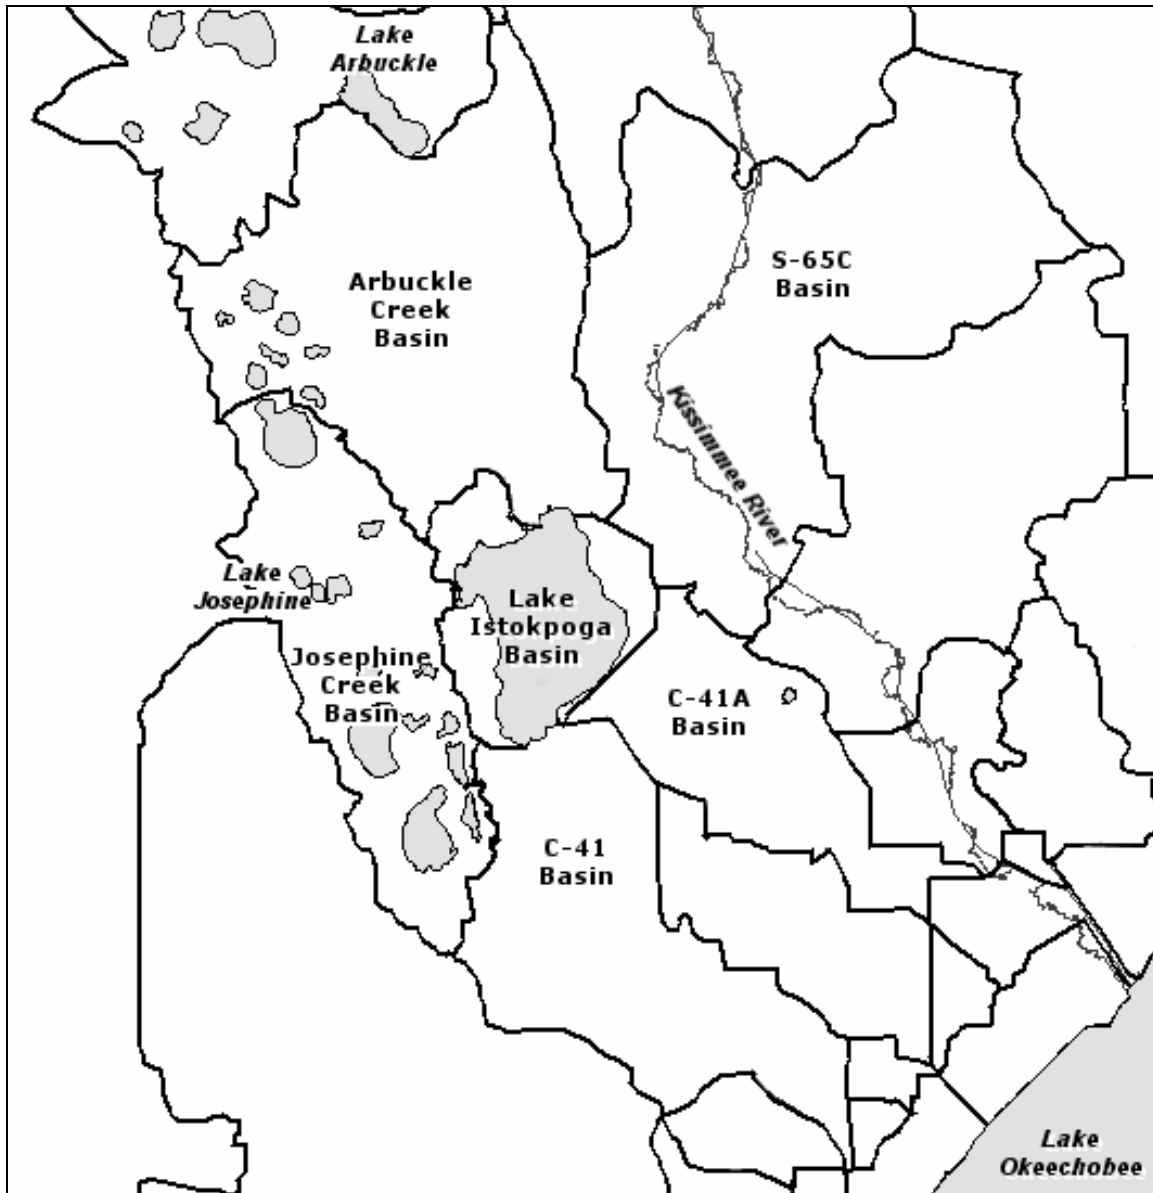 Lake
Arbuckle
S-65C
Basin
Arbuckle
Creek
Basin
Kissimmee River
Lake
Josephine
Lake
Istokpoga
Basin
Josephine
Creek
Basin
C-41A
Basin
C-41
Basin
Lake
Okeechobee